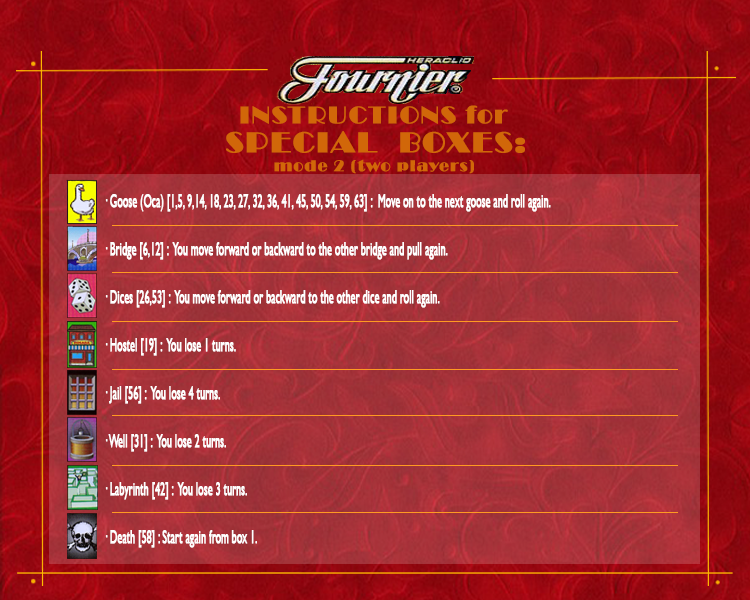 HERACLIO
Fournier®
INSTRUCTIONS for
SPECIAL BOXES:
mode 2 (two players)
· Goose (Oca) [1,5, 9,14, 18, 23, 27, 32, 36, 41, 45, 50, 54, 59, 63] : Move on to the next goose and roll again.
· Bridge [6,12] : You move forward or backward to the other bridge and pull again.
· Dices [26,53] : You move forward or backward to the other dice and roll again.
· Hostel [19] : You lose 1 turns.
· Jail [56] : You lose 4 turns.
· Well [31] : You lose 2 turns.
· Labyrinth [42] : You lose 3 turns.
· Death [58] : Start again from box 1.